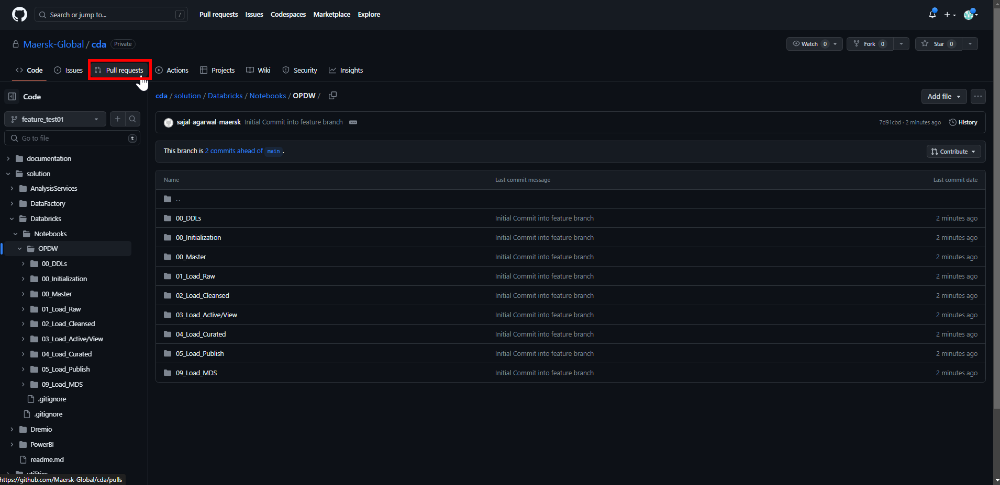 Search or jump to...
/
Pull requests
Issues
Codespaces
Marketplace
Explore
Maersk-Global / cda
Private
Watch 0
Fork 0
Star 0
Code
Issues
Pull requests
Actions
Projects
Wiki
Security
Insights
Code
feature_test01
Go to file
t
documentation
solution
AnalysisServices
DataFactory
Databricks
Notebooks
OPDW
00_DDLs
00_Initialization
00_Master
01_Load_Raw
02_Load_Cleansed
03_Load_Active/View
04_Load_Curated
05_Load_Publish
09_Load_MDS
.gitignore
.gitignore
Dremio
PowerBI
readme.md
utilities
https://github.com/Maersk-Global/cda/pulls
cda / solution / Databricks / Notebooks / OPDW /
Add file
sajal-agarwal-maersk Initial Commit into feature branch
7d91cbd · 2 minutes ago
History
This branch is 2 commits ahead of main .
Contribute
Name Last commit message Last commit date
..
00_DDLs Initial Commit into feature branch 2 minutes ago
00_Initialization Initial Commit into feature branch 2 minutes ago
00_Master Initial Commit into feature branch 2 minutes ago
01_Load_Raw Initial Commit into feature branch 2 minutes ago
02_Load_Cleansed Initial Commit into feature branch 2 minutes ago
03_Load_Active/View Initial Commit into feature branch 2 minutes ago
04_Load_Curated Initial Commit into feature branch 2 minutes ago
05_Load_Publish Initial Commit into feature branch 2 minutes ago
09_Load_MDS Initial Commit into feature branch 2 minutes ago